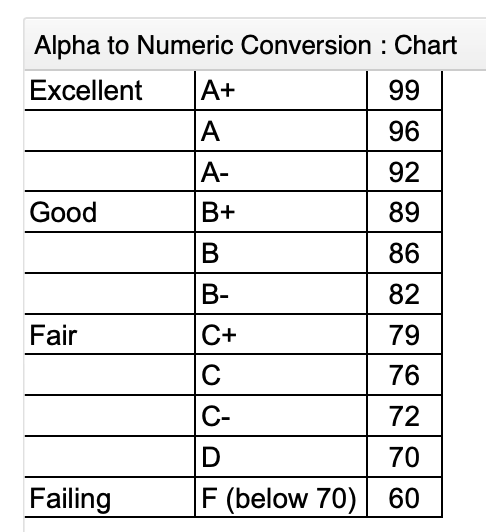 Alpha to Numeric Conversion : Chart
Excellent A+ 99
A 96
A- 92
Good B+ 89
B 86
B- 82
Fair C+ 79
C 76
C- 72
D 70
Failing F (below 70) 60